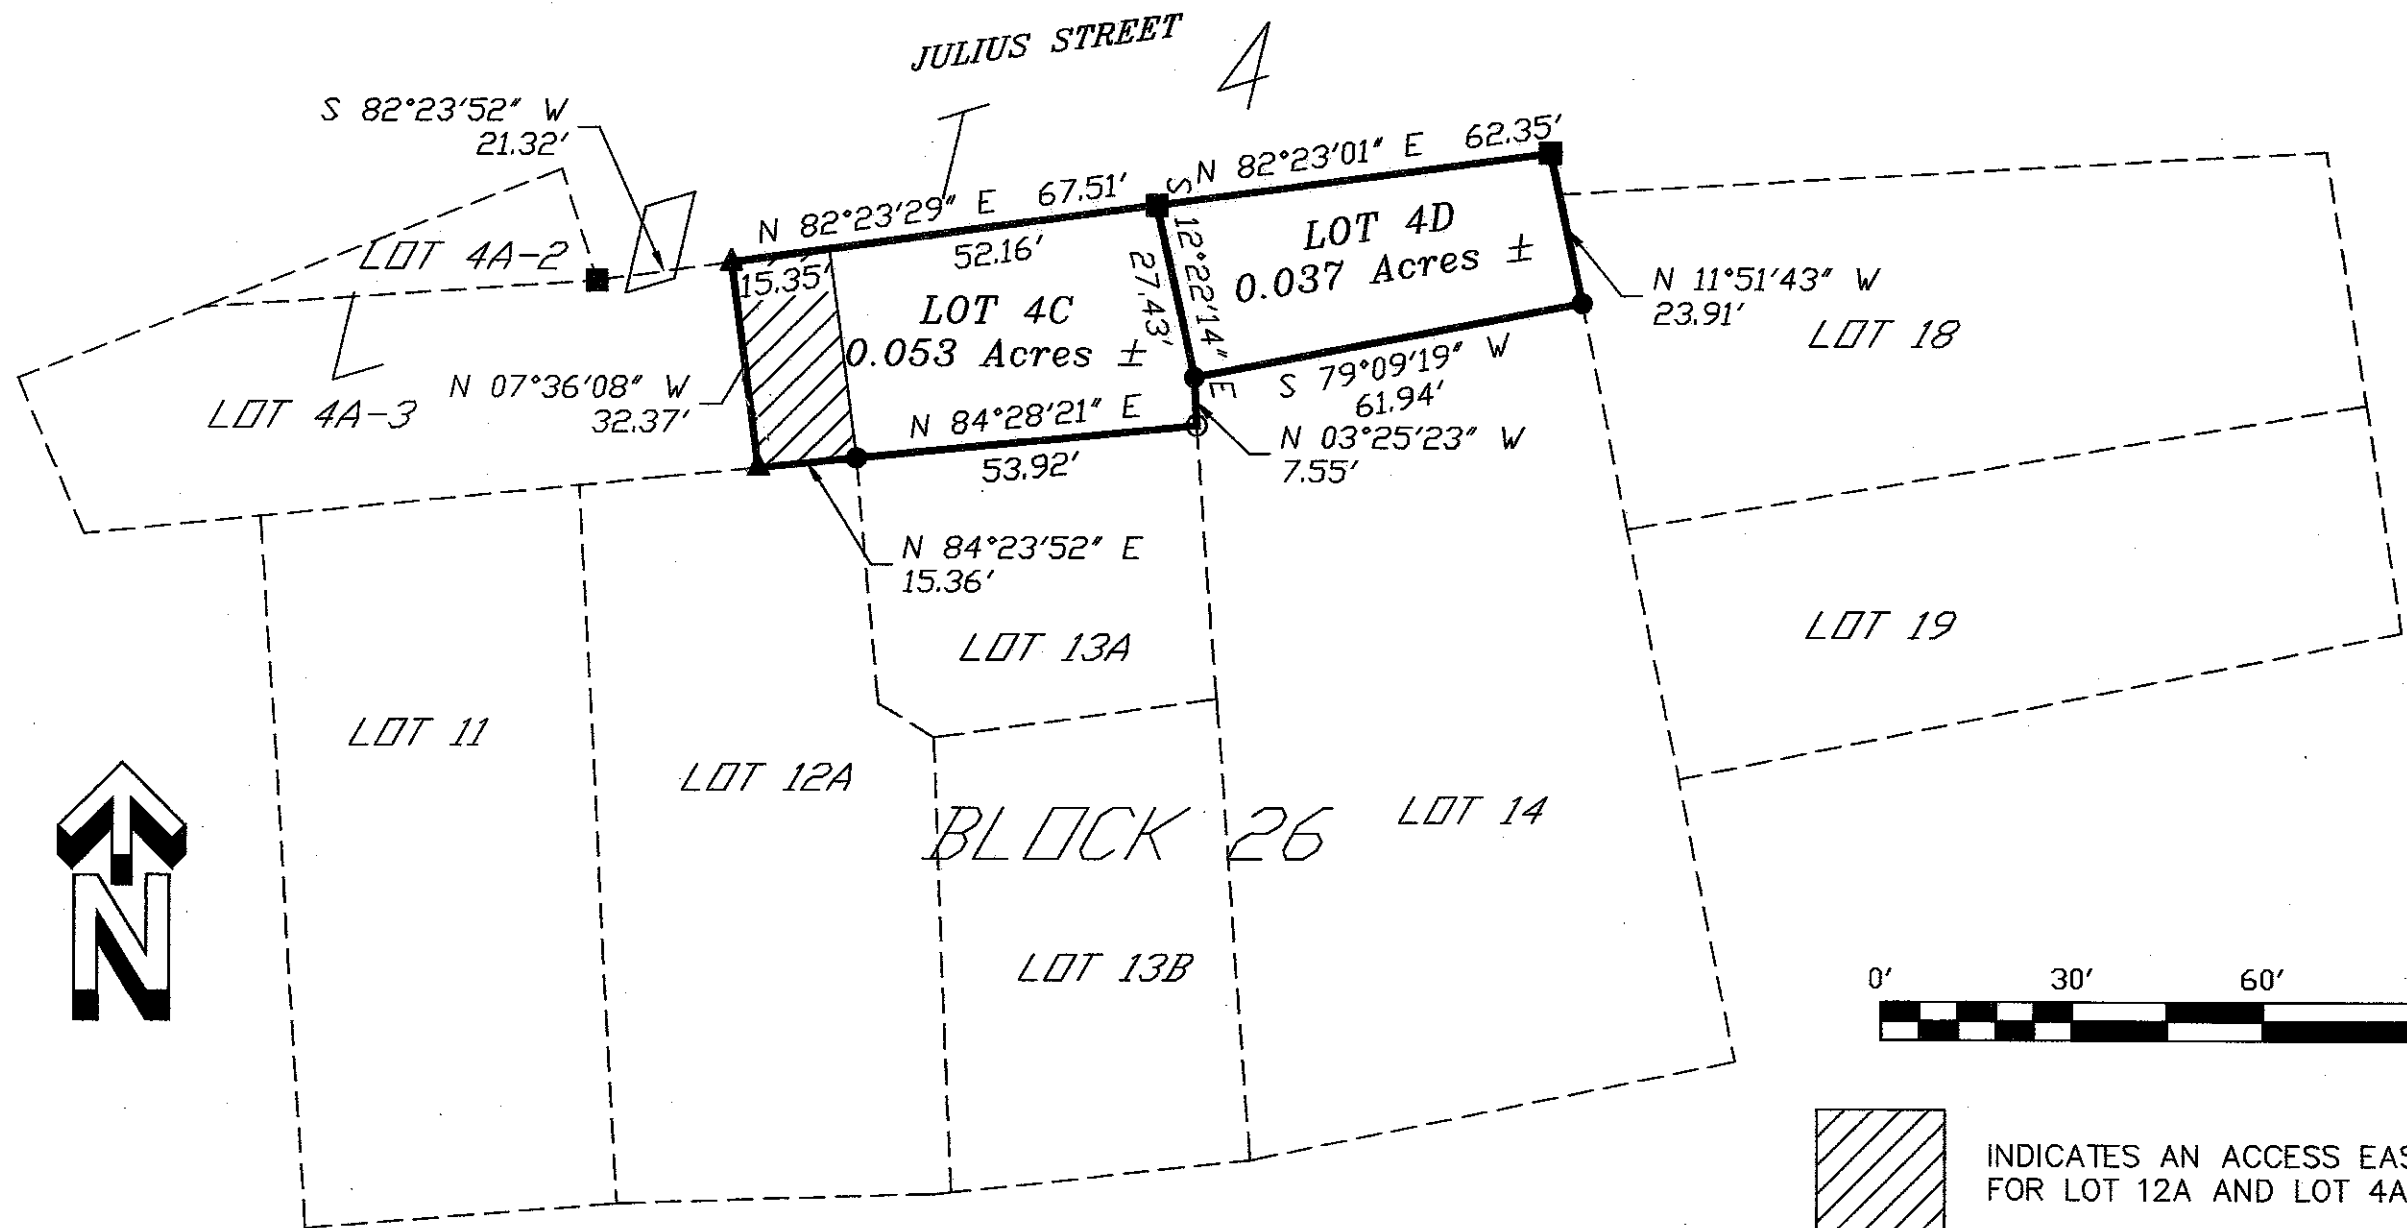 JULIUS STREET
4
S 82°23'52" W
21.32'
N 82°23'29" E 67.51'
N 82°23'01" E 62.35'
LOT 4A-2
15.35'
52.16'
S 12°22'14" E
27.43'
LOT 4D
0.037 Acres ±
LOT 4C
0.053 Acres ±
N 11°51'43" W
23.91'
LOT 18
LOT 4A-3
N 07°36'08" W
32.37'
N 84°28'21" E
53.92'
S 79°09'19" W
61.94'
N 03°25'23" W
7.55'
N 84°23'52" E
15.36'
LOT 13A
LOT 19
LOT 11
LOT 12A
BLOCK 26
LOT 14
LOT 13B
N
0' 30' 60'
INDICATES AN ACCESS EAS
FOR LOT 12A AND LOT 4A